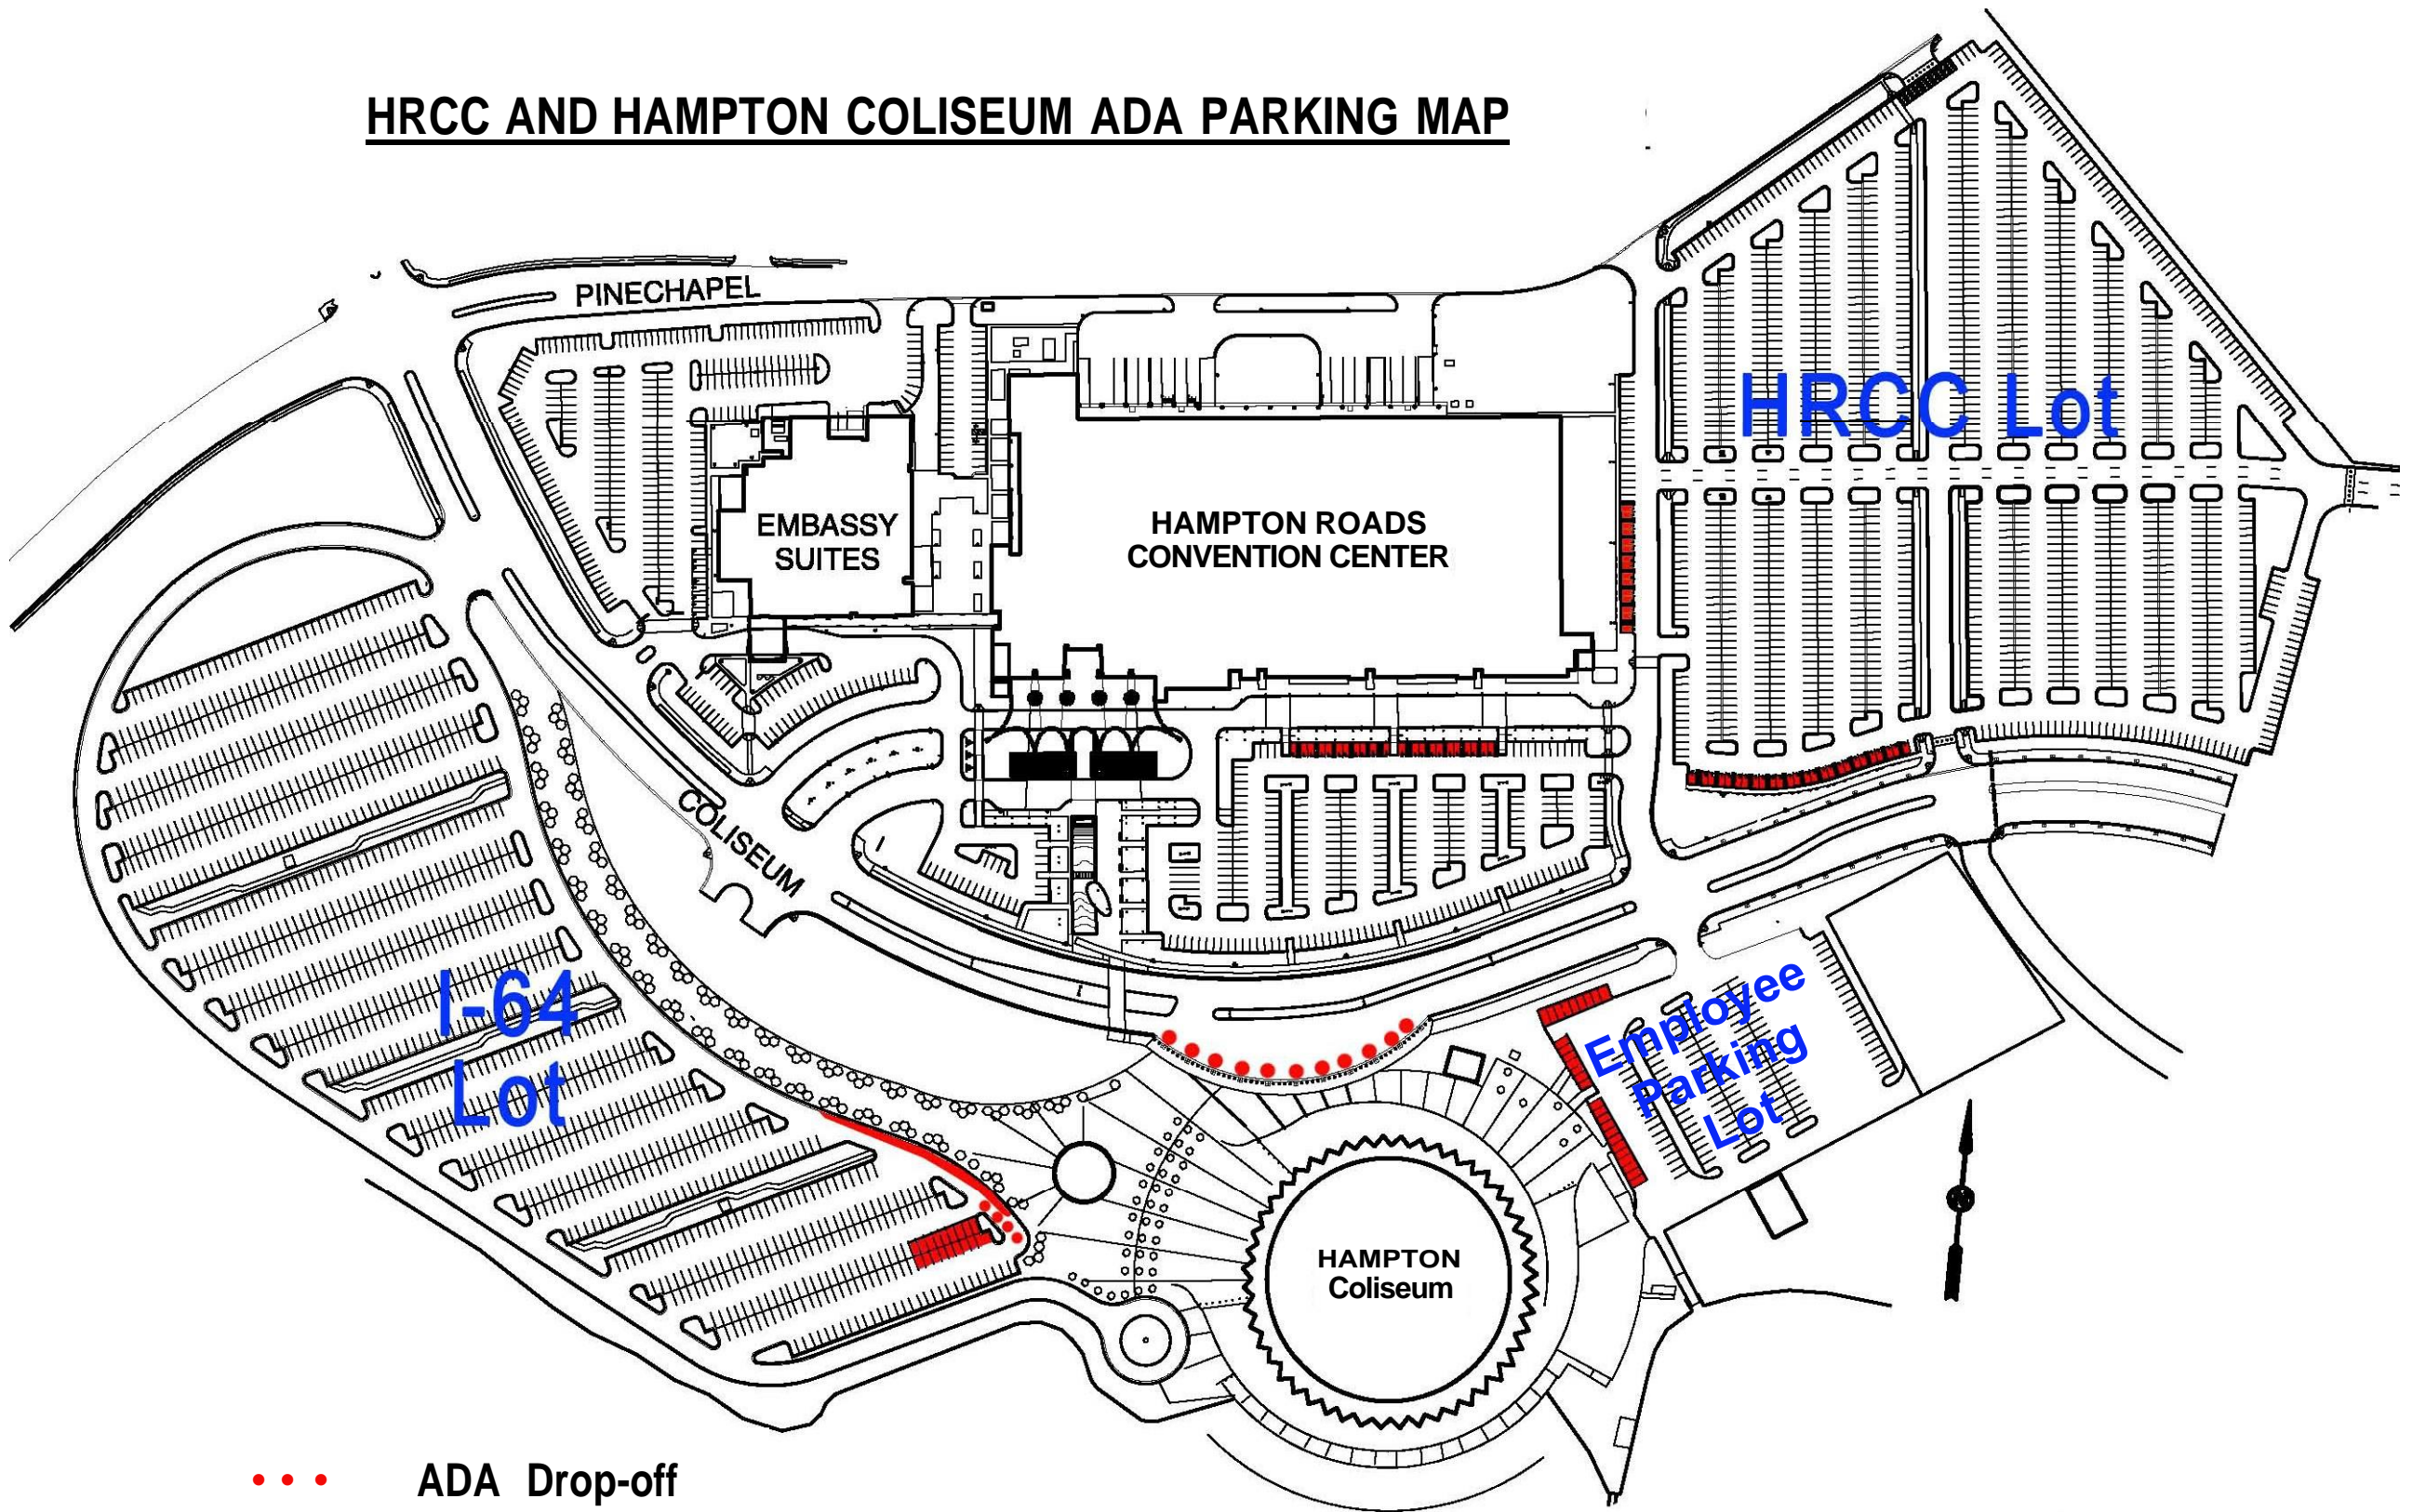 HRCC AND HAMPTON COLISEUM ADA PARKING MAP
PINECHAPEL
HRCC Lot
EMBASSY
SUITES
HAMPTON ROADS
CONVENTION CENTER
COLISEUM
I-64
Lot
Employee
Parking
Lot
HAMPTON
Coliseum
ADA Drop-off